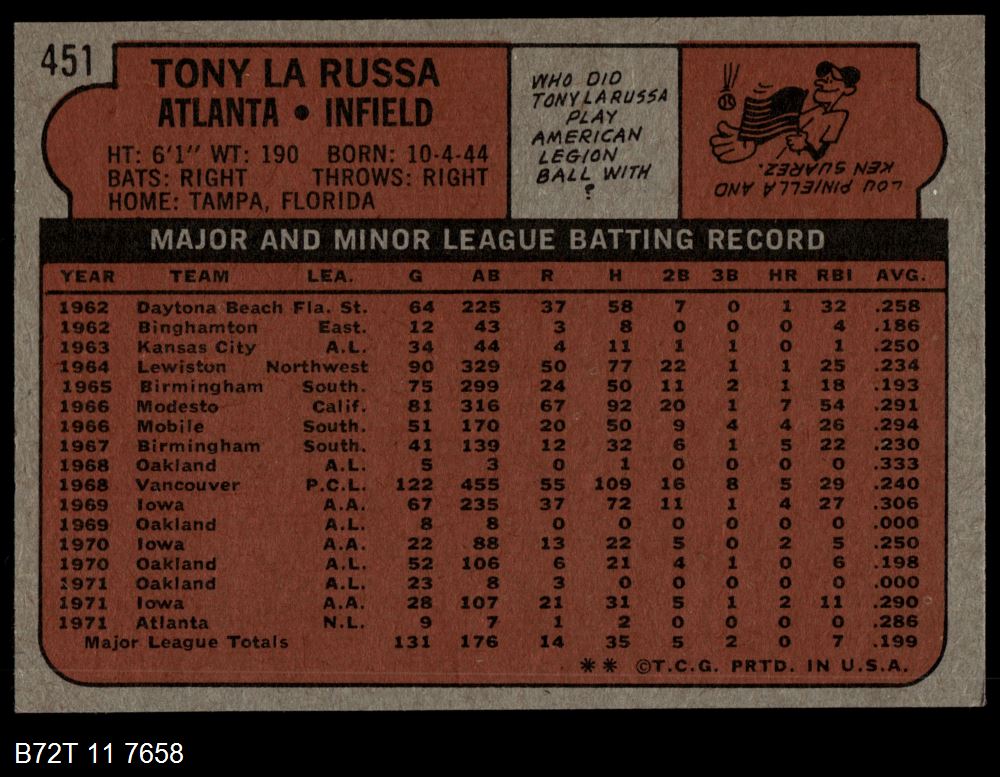 451
TONY LA RUSSA
ATLANTA • INFIELD
HT: 6'1" WT: 190 BORN: 10-4-44
BATS: RIGHT THROWS: RIGHT
HOME: TAMPA, FLORIDA
WHO DID
TONY LARUSSA
PLAY
AMERICAN
LEGION
BALL WITH
?
LOU PINIELLA AND
KEN SUAREZ.
MAJOR AND MINOR LEAGUE BATTING RECORD
YEAR TEAM LEA. G AB R H 2B 3B HR RBI AVG.
1962 Daytona Beach Fla. St. 64 225 37 58 7 0 1 32 .258
1962 Binghamton East. 12 43 3 8 0 0 0 4 .186
1963 Kansas City A.L. 34 44 4 11 1 1 0 1 .250
1964 Lewiston Northwest 90 329 50 77 22 1 1 25 .234
1965 Birmingham South. 75 299 24 50 11 2 1 18 .193
1966 Modesto Calif. 81 316 67 92 20 1 7 54 .291
1966 Mobile South. 51 170 20 50 9 4 4 26 .294
1967 Birmingham South. 41 139 12 32 6 1 5 22 .230
1968 Oakland A.L. 5 3 0 1 0 0 0 0 .333
1968 Vancouver P.C.L. 122 455 55 109 16 8 5 29 .240
1969 Iowa A.A. 67 235 37 72 11 1 4 27 .306
1969 Oakland A.L. 8 8 0 0 0 0 0 0 .000
1970 Iowa A.A. 22 88 13 22 5 0 2 5 .250
1970 Oakland A.L. 52 106 6 21 4 1 0 6 .198
1971 Oakland A.L. 23 8 3 0 0 0 0 0 .000
1971 Iowa A.A. 28 107 21 31 5 1 2 11 .290
1971 Atlanta N.L. 9 7 1 2 0 0 0 0 .286
Major League Totals 131 176 14 35 5 2 0 7 .199
** ©T.C.G. PRTD. IN U.S.A.
B72T 11 7658